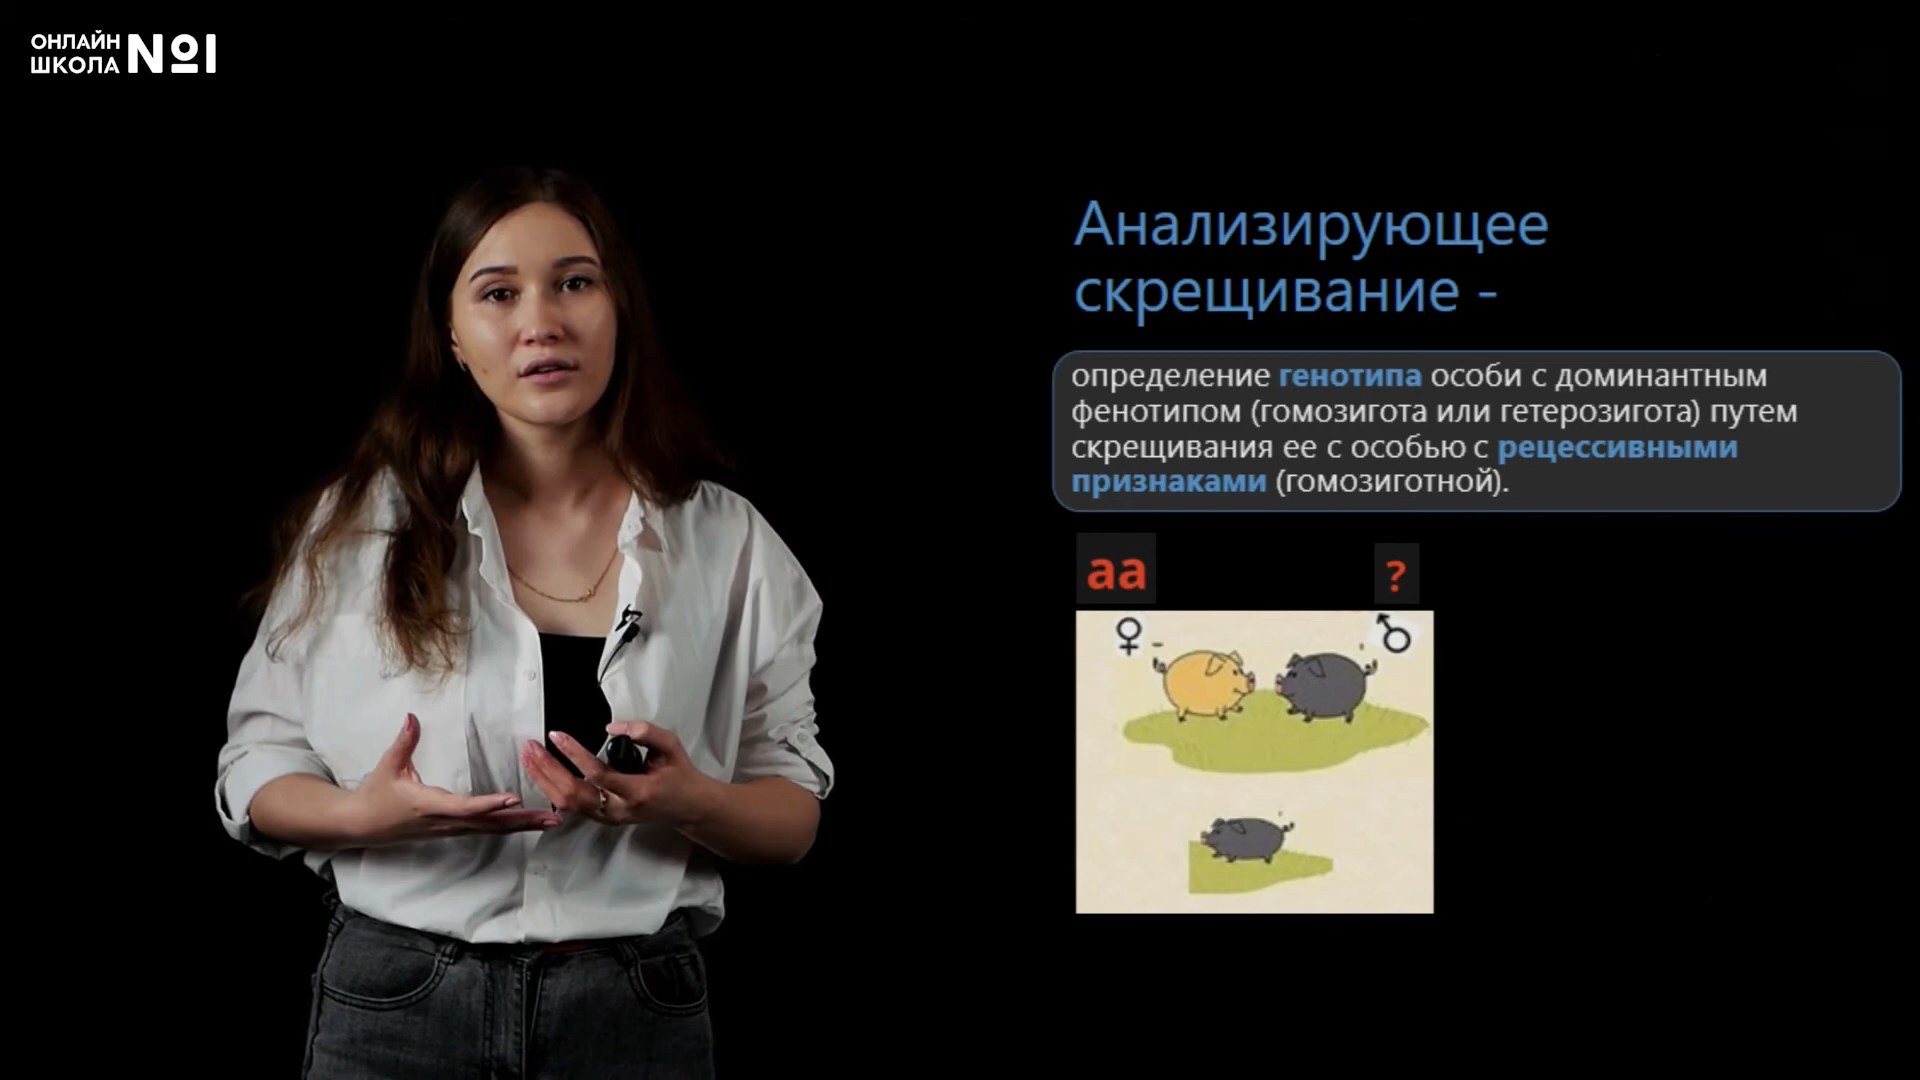 ОНЛАЙН
ШКОЛА №1
Анализирующее
скрещивание -
определение генотипа особи с доминантным
фенотипом (гомозигота или гетерозигота) путем
скрещивания ее с особью с рецессивными
признаками (гомозиготной).
аа ?
♀ - ♂